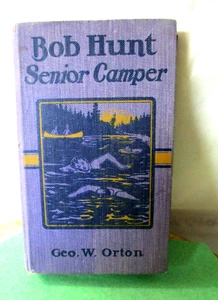 Bob Hunt
Senior Camper
Geo. W. Orton